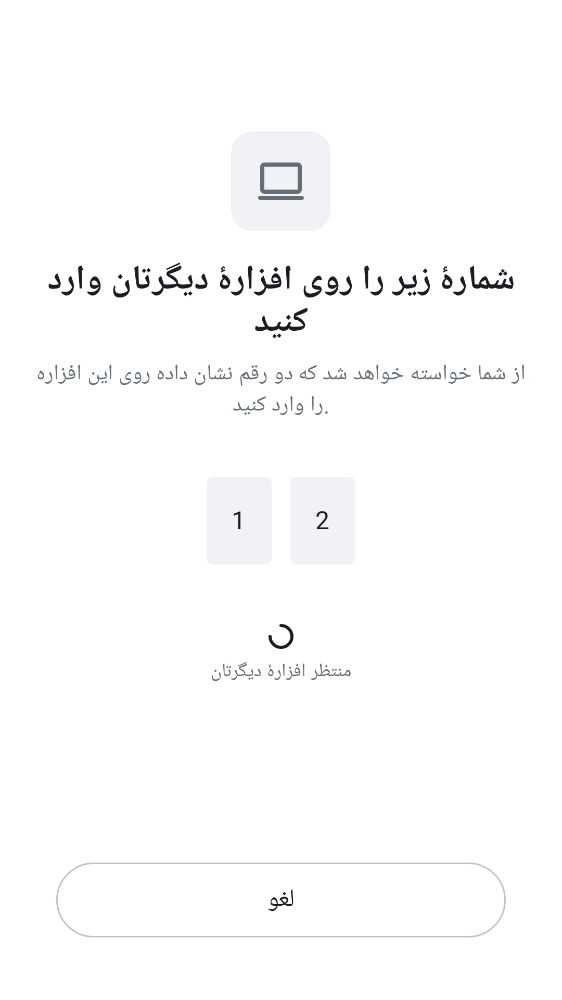 شمارهٔ زیر را روی افزارهٔ دیگرتان وارد
کنید
از شما خواسته خواهد شد که دو رقم نشان داده روی این افزاره
.را وارد کنید
1 2
منتظر افزارهٔ دیگرتان
لغو